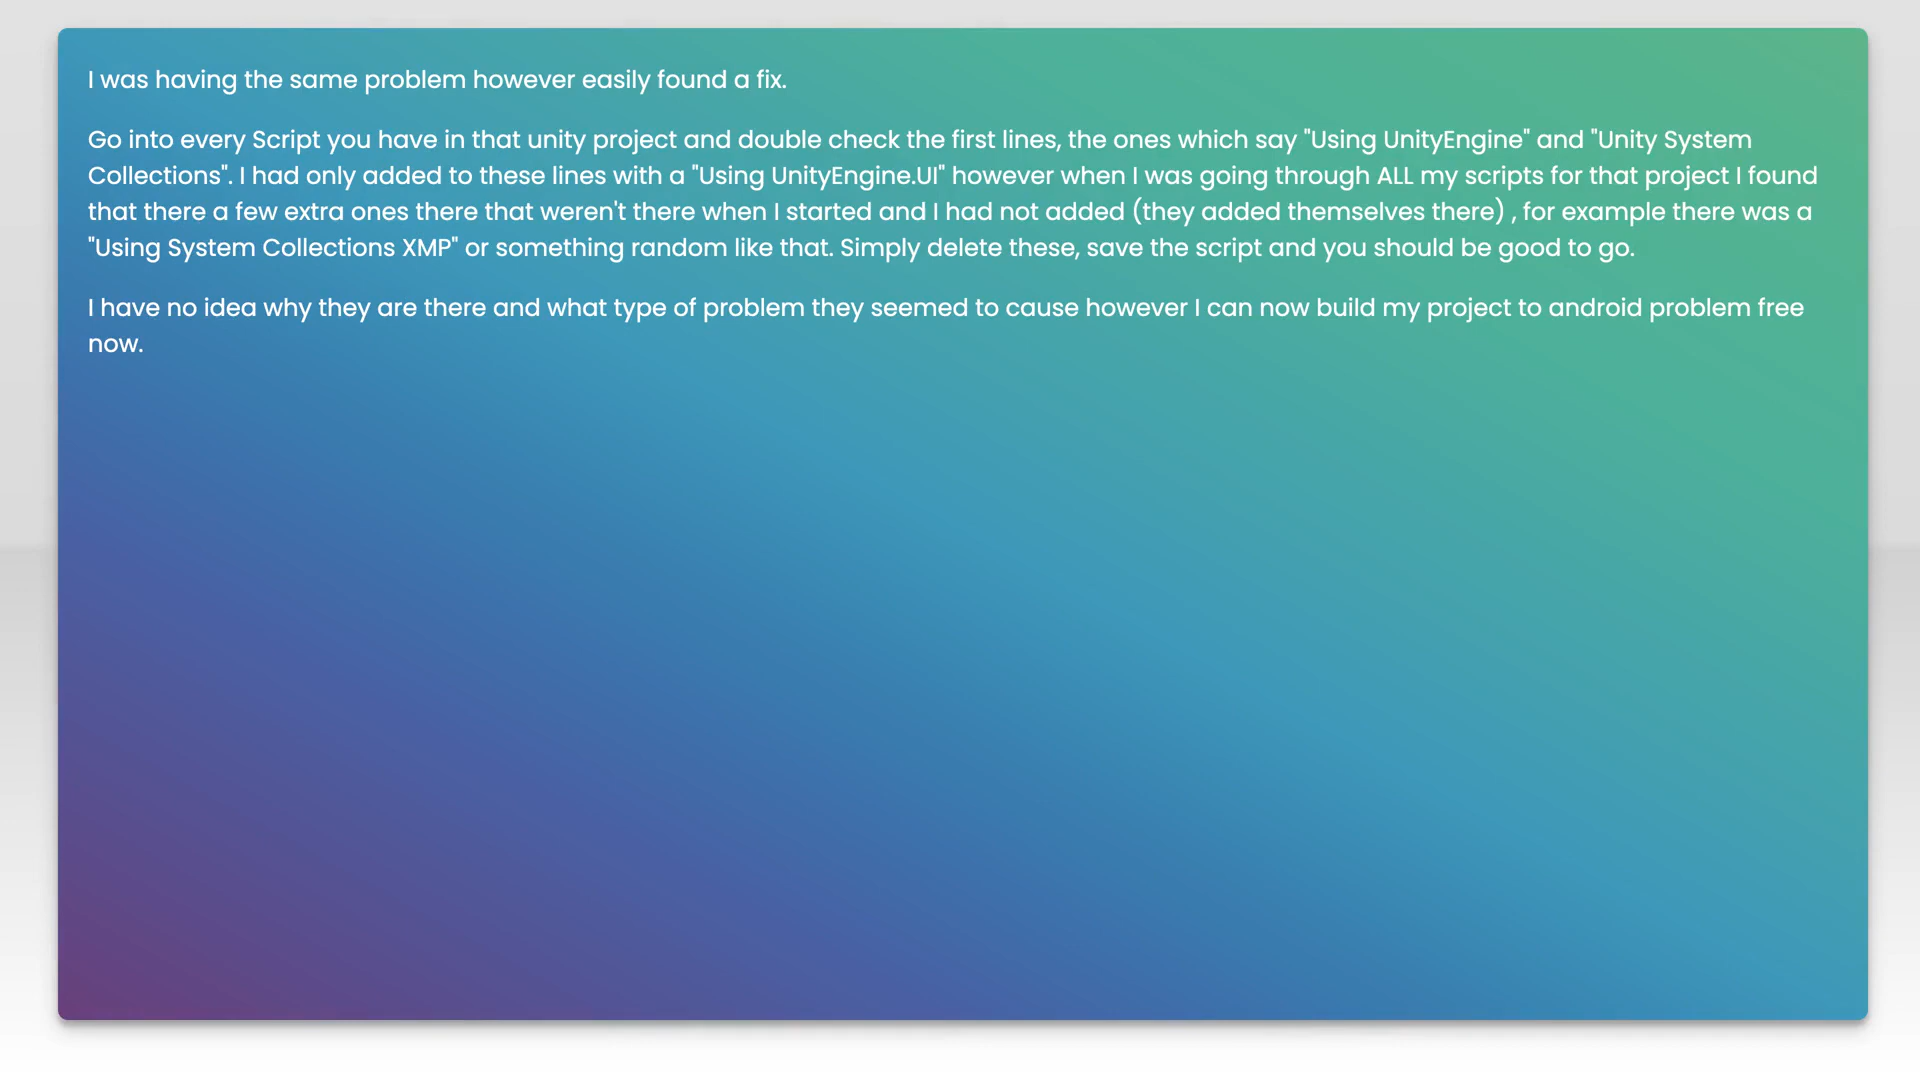 I was having the same problem however easily found a fix.
Go into every Script you have in that unity project and double check the first lines, the ones which say "Using UnityEngine" and "Unity System
Collections". I had only added to these lines with a "Using UnityEngine.UI" however when I was going through ALL my scripts for that project I found
that there a few extra ones there that weren't there when I started and I had not added (they added themselves there) , for example there was a
"Using System Collections XMP" or something random like that. Simply delete these, save the script and you should be good to go.
I have no idea why they are there and what type of problem they seemed to cause however I can now build my project to android problem free
now.